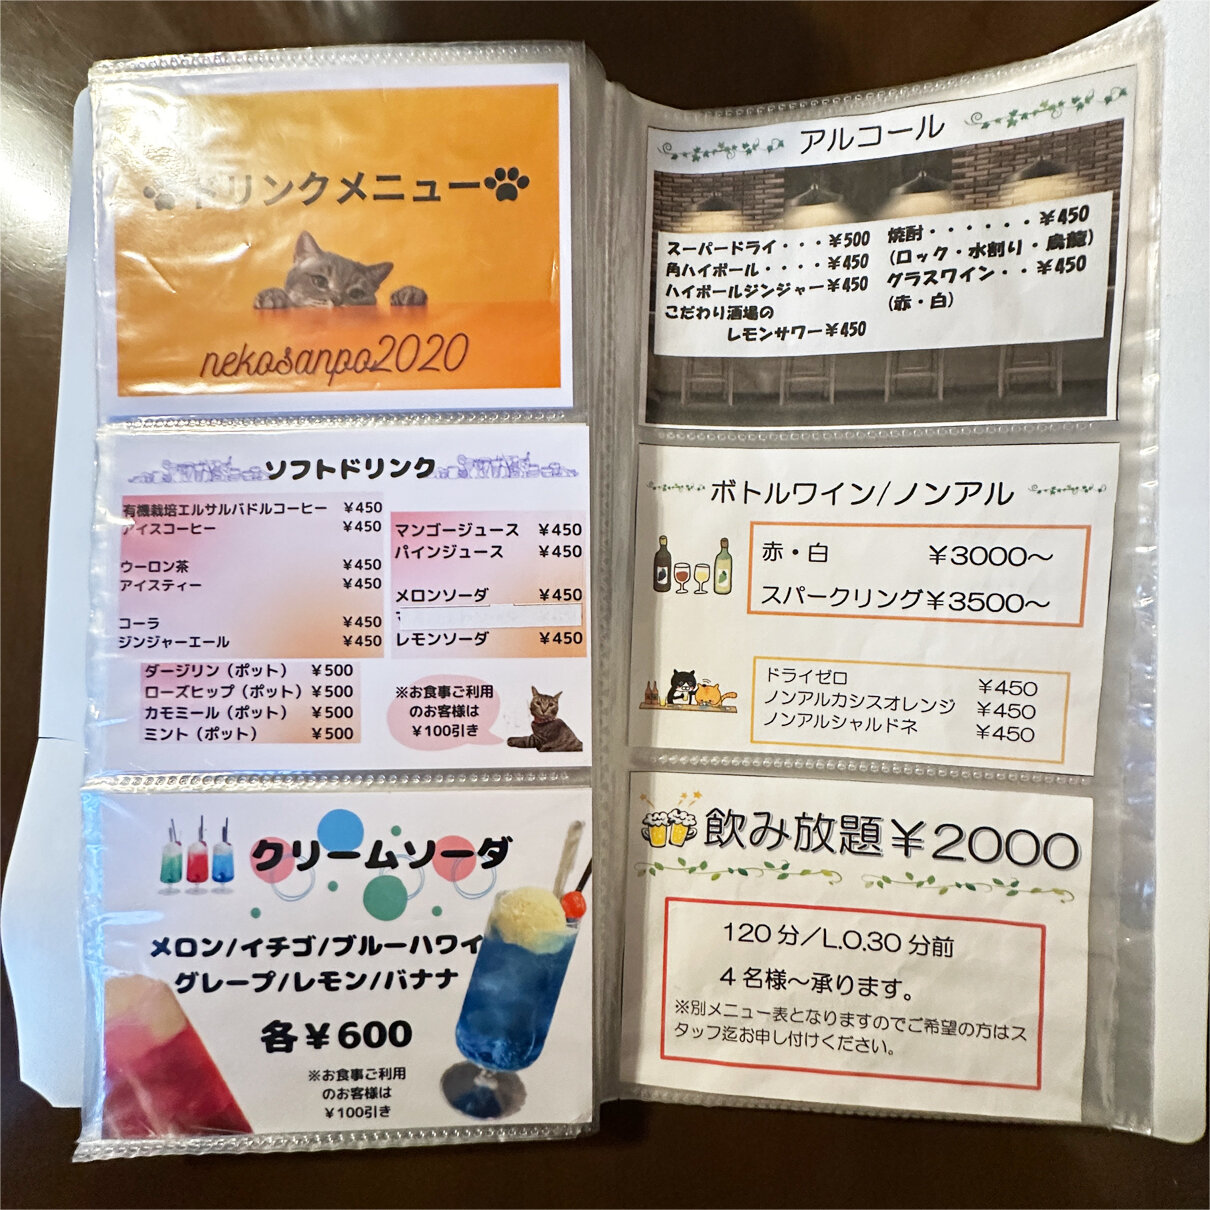 ドリンクメニュー
nekosanpo2020
ソフトドリンク
有機栽培エルサルバドルコーヒー ¥450
アイスコーヒー ¥450
ウーロン茶 ¥450
アイスティー ¥450
コーラ ¥450
ジンジャーエール ¥450
マンゴージュース ¥450
パインジュース ¥450
メロンソーダ ¥450
レモンソーダ ¥450
ダージリン（ポット） ¥500
ローズヒップ（ポット） ¥500
カモミール（ポット） ¥500
ミント（ポット） ¥500
※お食事ご利用
のお客様は
¥100引き
クリームソーダ
メロン/イチゴ/ブルーハワイ
グレープ/レモン/バナナ
各¥600
※お食事ご利用
のお客様は
¥100引き
アルコール
スーパードライ・・・¥500
角ハイボール・・・・¥450
ハイボールジンジャー¥450
こだわり酒場の
レモンサワー¥450
焼酎・・・・・・¥450
(ロック・水割り・烏龍)
グラスワイン・・¥450
(赤・白)
ボトルワイン/ノンアル
赤・白 ¥3000～
スパークリング¥3500～
ドライゼロ ¥450
ノンアルカシスオレンジ ¥450
ノンアルシャルドネ ¥450
飲み放題¥2000
120分/L.O.30分前
4名様～承ります。
※別メニュー表となりますのでご希望の方はス
タッフ迄お申し付けください。